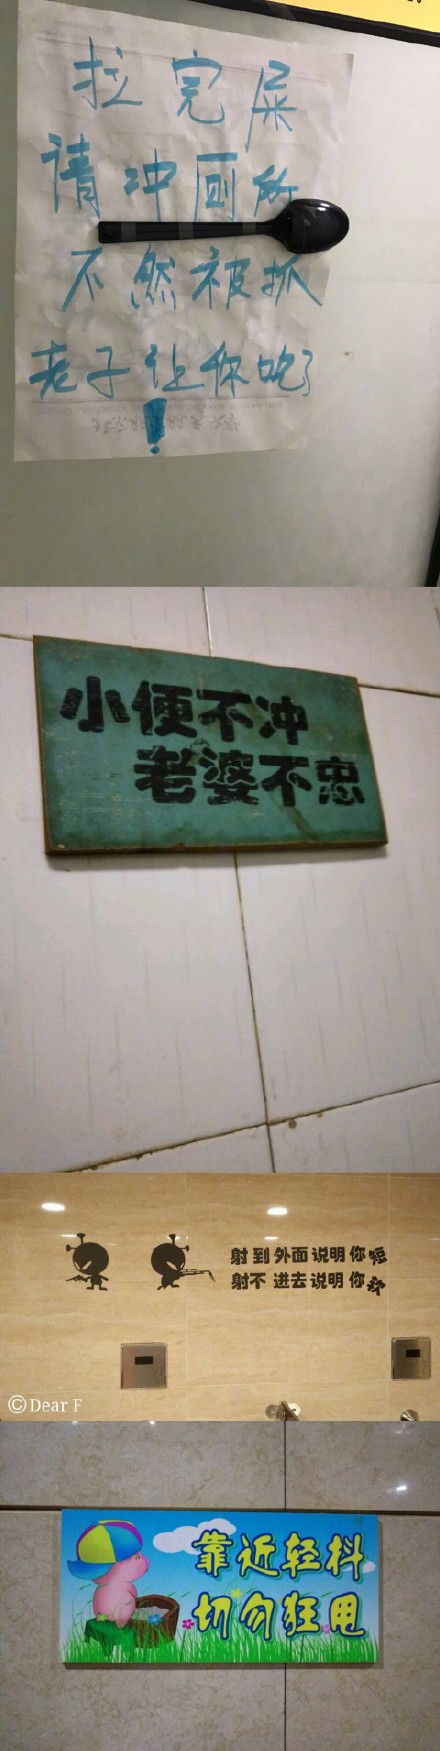 拉完屎
请冲厕所
不然被抓
老子让你吃了
！
小便不冲
老婆不忠
射到外面说明你短
射不进去说明你软
©Dear F
靠近轻抖
切勿狂甩